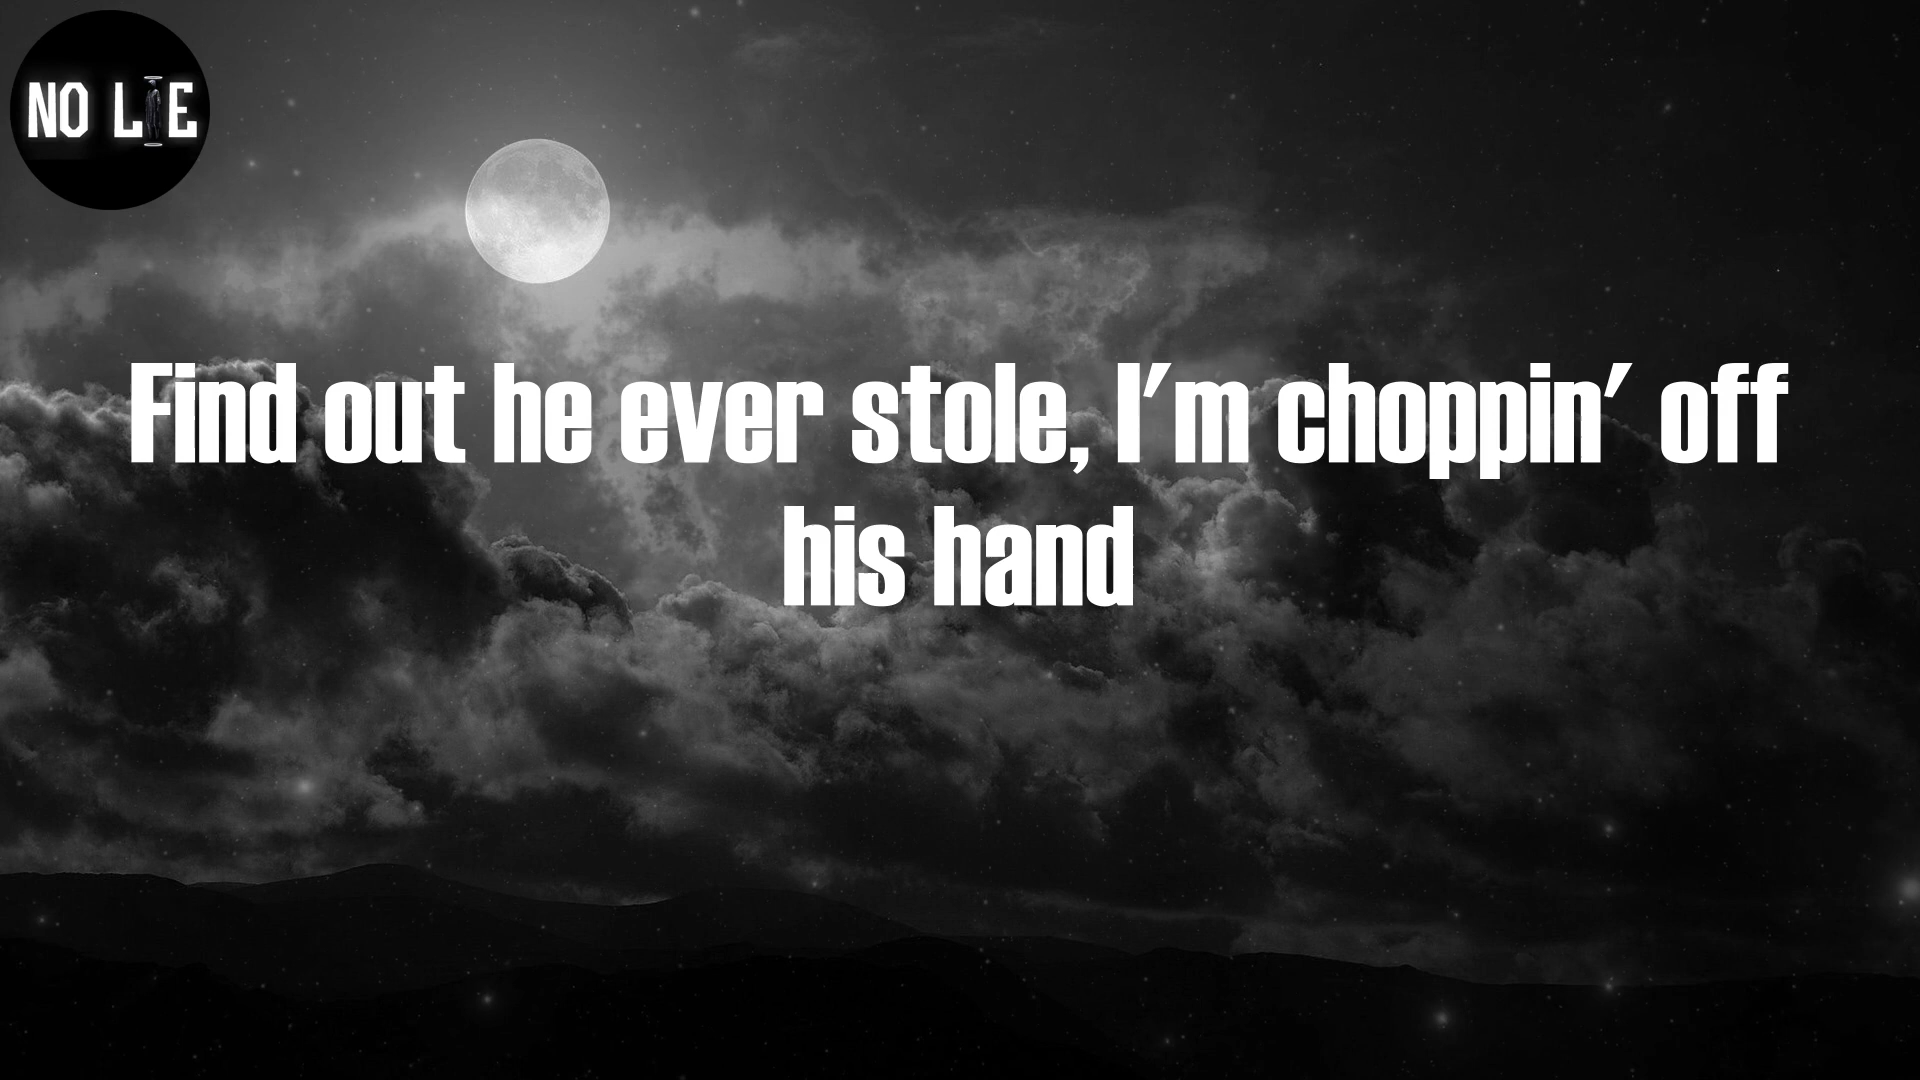 NO LIE
Find out he ever stole, I'm choppin' off
his hand